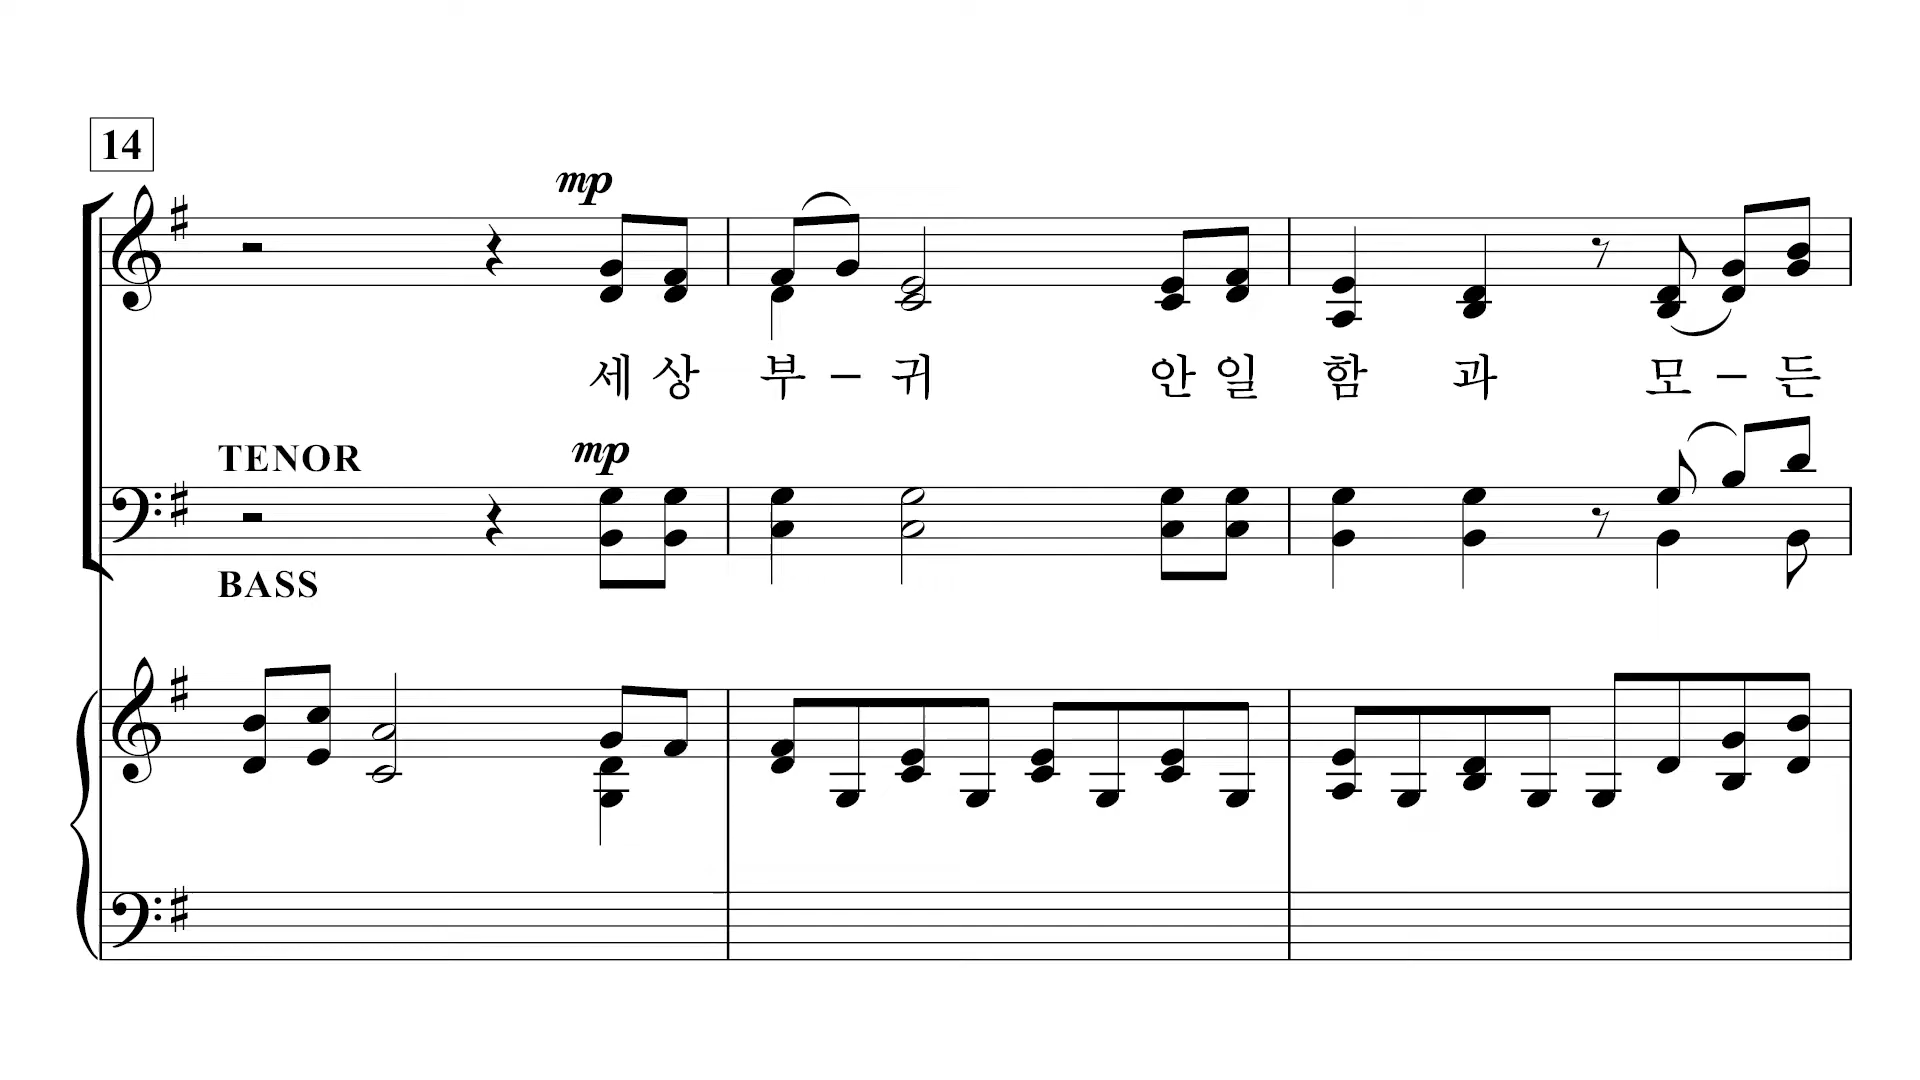 14
mp
세 상 부 - 귀 안 일 함 과 모 - 든
TENOR
mp
BASS